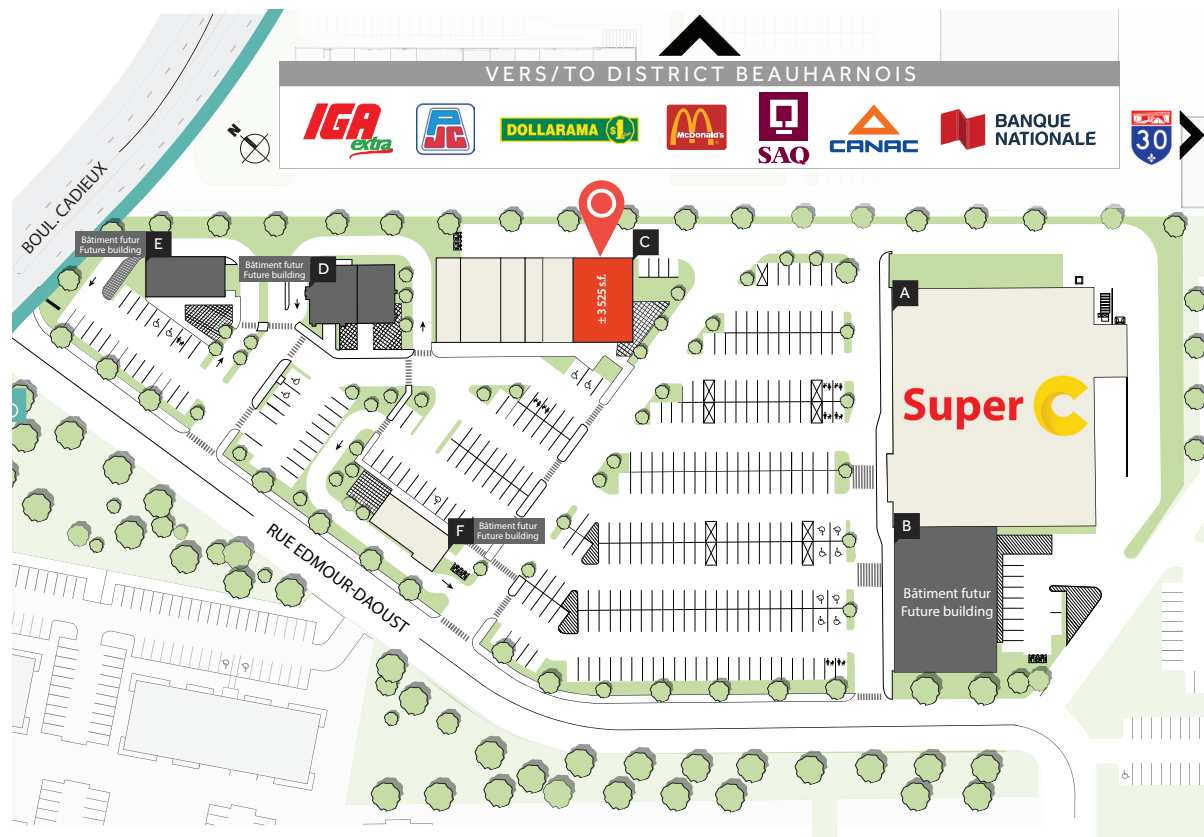 VERS/TO DISTRICT BEAUHARNOIS
IGA
extra
PJC
DOLLARAMA $1
McDonald's
SAQ
CANAC
BANQUE
NATIONALE
30
N
BOUL. CADIEUX
Bâtiment futur
Future building
E
Bâtiment futur
Future building
D
C
± 3 525 s.f.
A
Super C
B
Bâtiment futur
Future building
F
Bâtiment futur
Future building
RUE EDMOUR-DAOUST